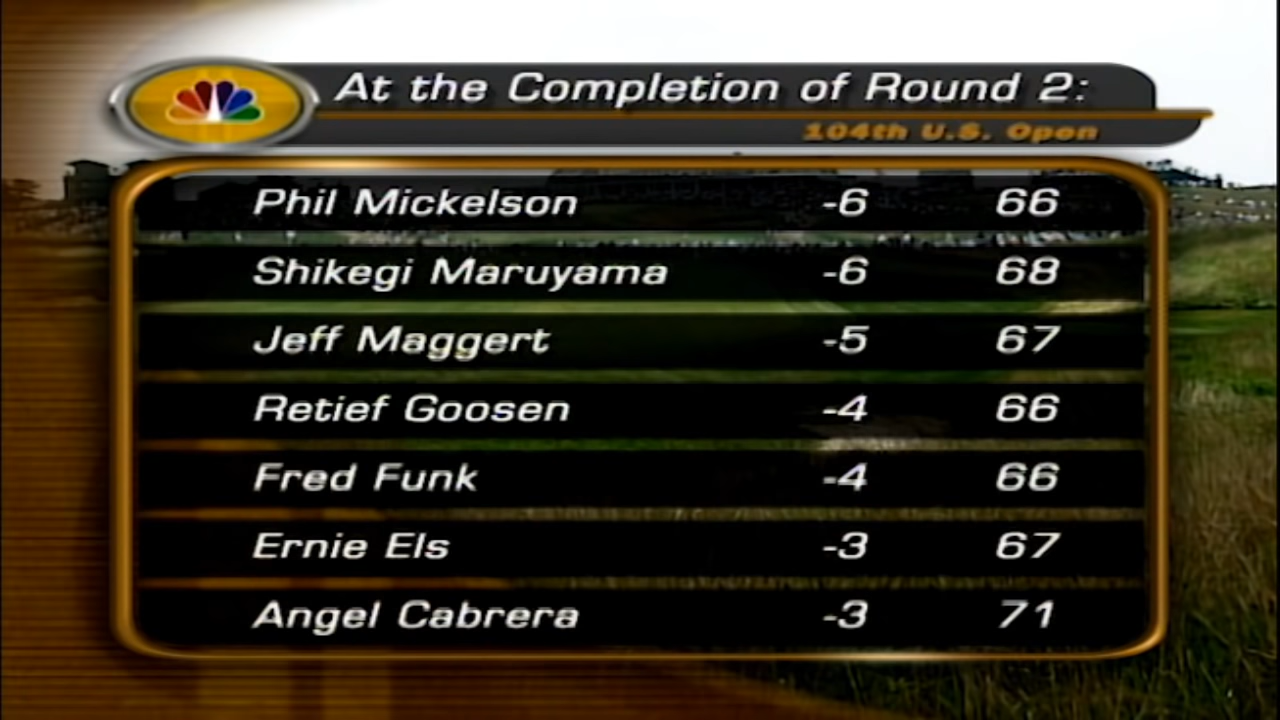 At the Completion of Round 2:
104th U.S. Open
Phil Mickelson -6 66
Shikegi Maruyama -6 68
Jeff Maggert -5 67
Retief Goosen -4 66
Fred Funk -4 66
Ernie Els -3 67
Angel Cabrera -3 71